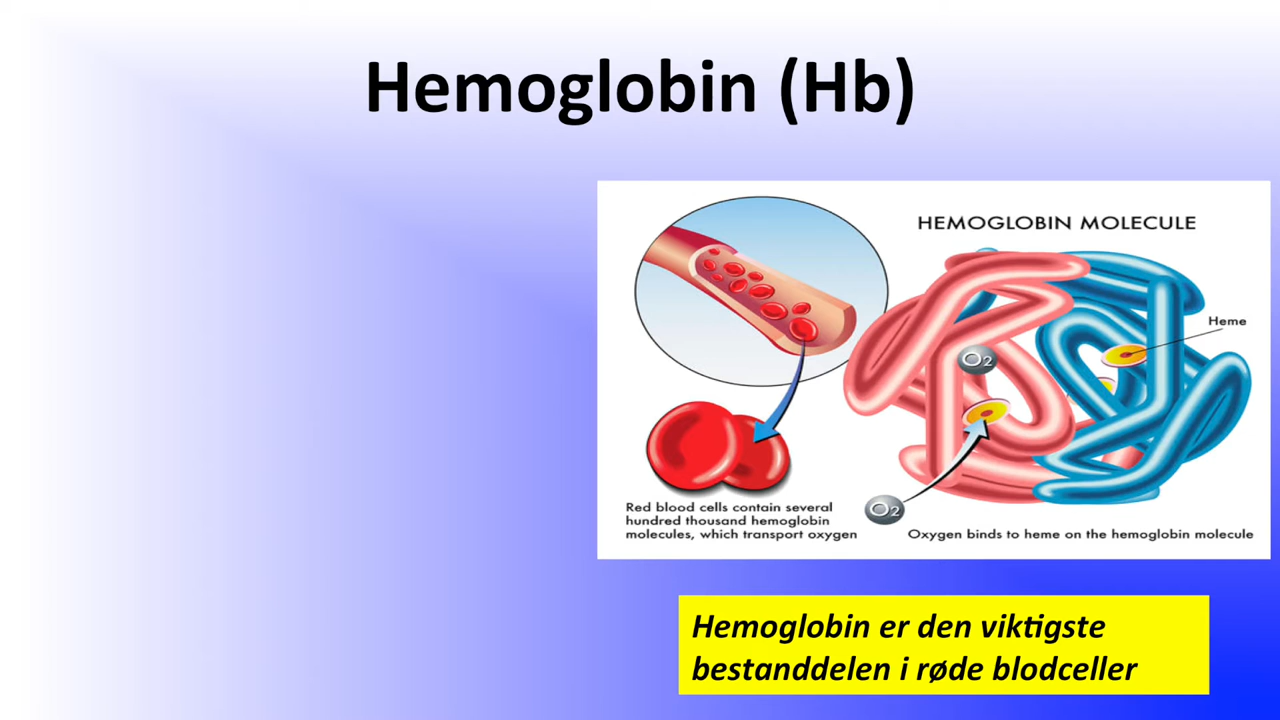 Hemoglobin (Hb)
HEMOGLOBIN MOLECULE
Heme
O2
O2
Red blood cells contain several
hundred thousand hemoglobin
molecules, which transport oxygen
Oxygen binds to heme on the hemoglobin molecule
Hemoglobin er den viktigste
bestanddelen i røde blodceller